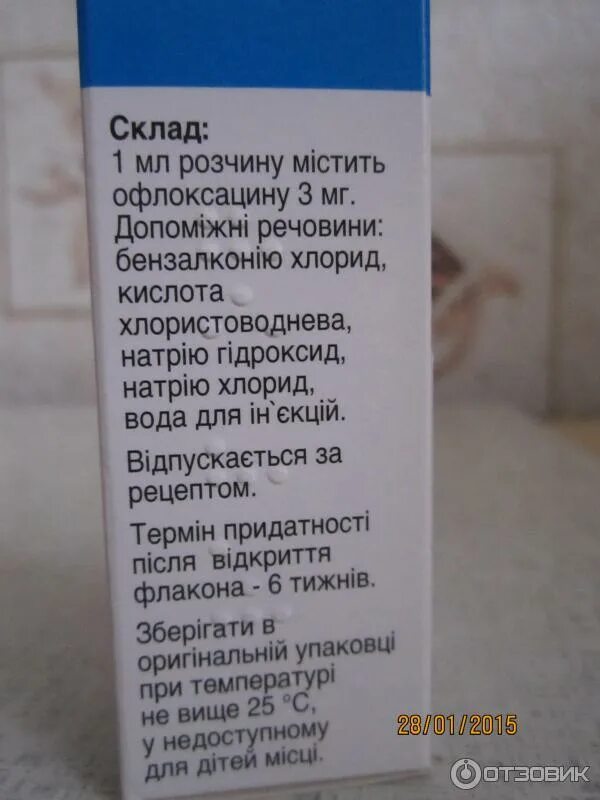 Склад:
1 мл розчину містить
офлоксацину 3 мг.
Допоміжні речовини:
бензалконію хлорид,
кислота
хлористоводнева,
натрію гідроксид,
натрію хлорид,
вода для ін`єкцій.
Відпускається за
рецептом.
Термін придатності
після відкриття
флакона - 6 тижнів.
Зберігати в
оригінальній упаковці
при температурі
не вище 25 °С,
у недоступному
для дітей місці.
28/01/2015
ОТЗОВИК